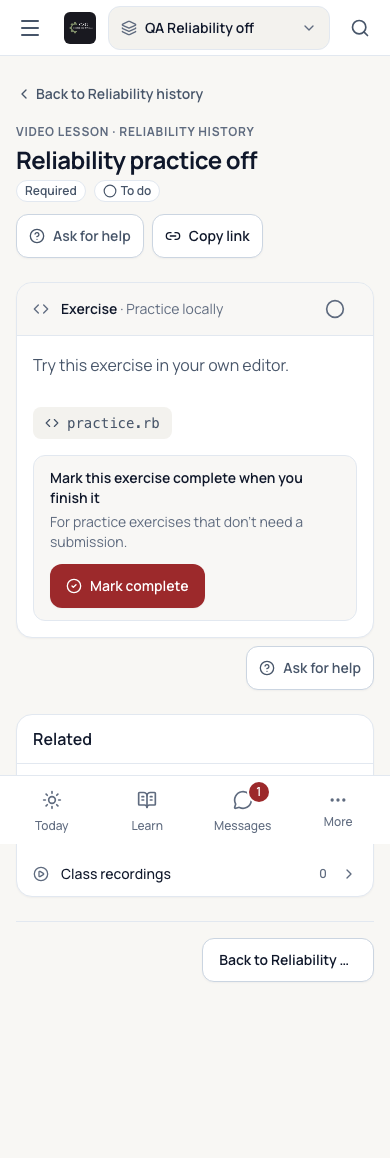 QA Reliability off
Back to Reliability history
VIDEO LESSON · RELIABILITY HISTORY
Reliability practice off
Required
To do
Ask for help
Copy link
Exercise · Practice locally
Try this exercise in your own editor.
practice.rb
Mark this exercise complete when you
finish it
For practice exercises that don't need a
submission.
Mark complete
Ask for help
Related
1
Today
Learn
Messages
More
Class recordings
0
Back to Reliability ...